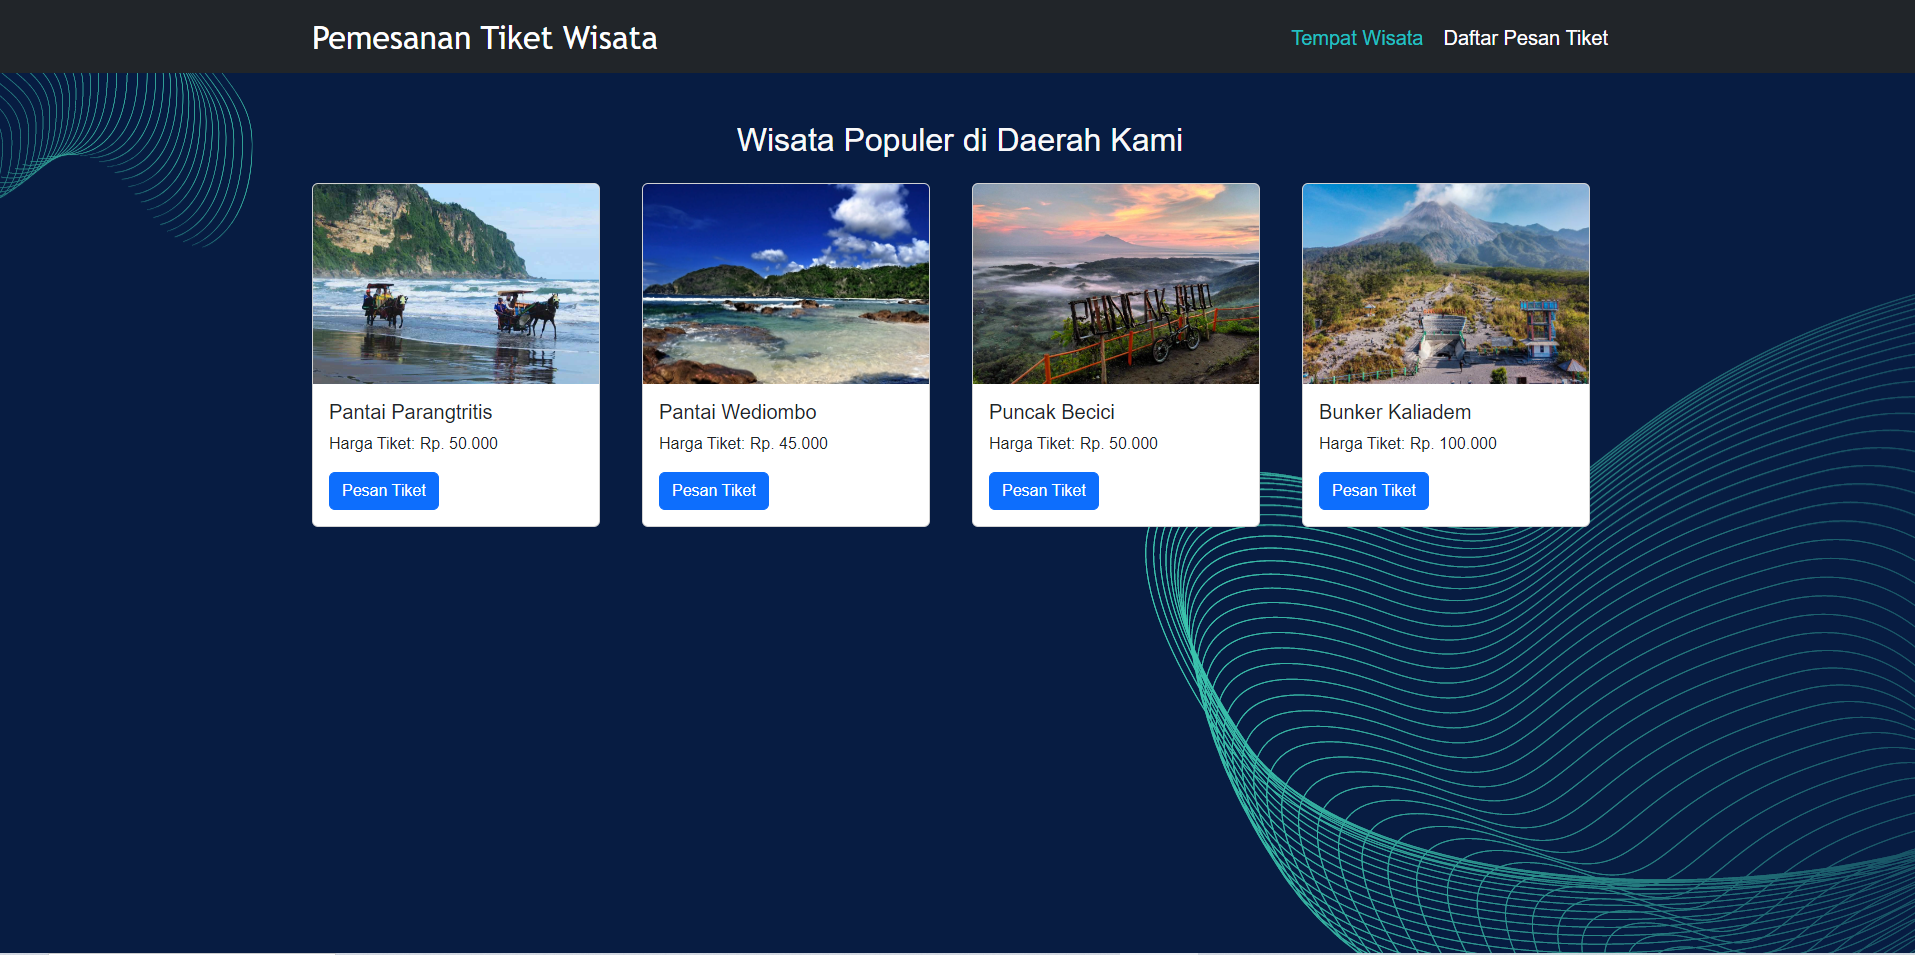 Pemesanan Tiket Wisata
Tempat Wisata Daftar Pesan Tiket
Wisata Populer di Daerah Kami
PUNCAK
Pantai Parangtritis
Harga Tiket: Rp. 50.000
Pesan Tiket
Pantai Wediombo
Harga Tiket: Rp. 45.000
Pesan Tiket
Puncak Becici
Harga Tiket: Rp. 50.000
Pesan Tiket
Bunker Kaliadem
Harga Tiket: Rp. 100.000
Pesan Tiket